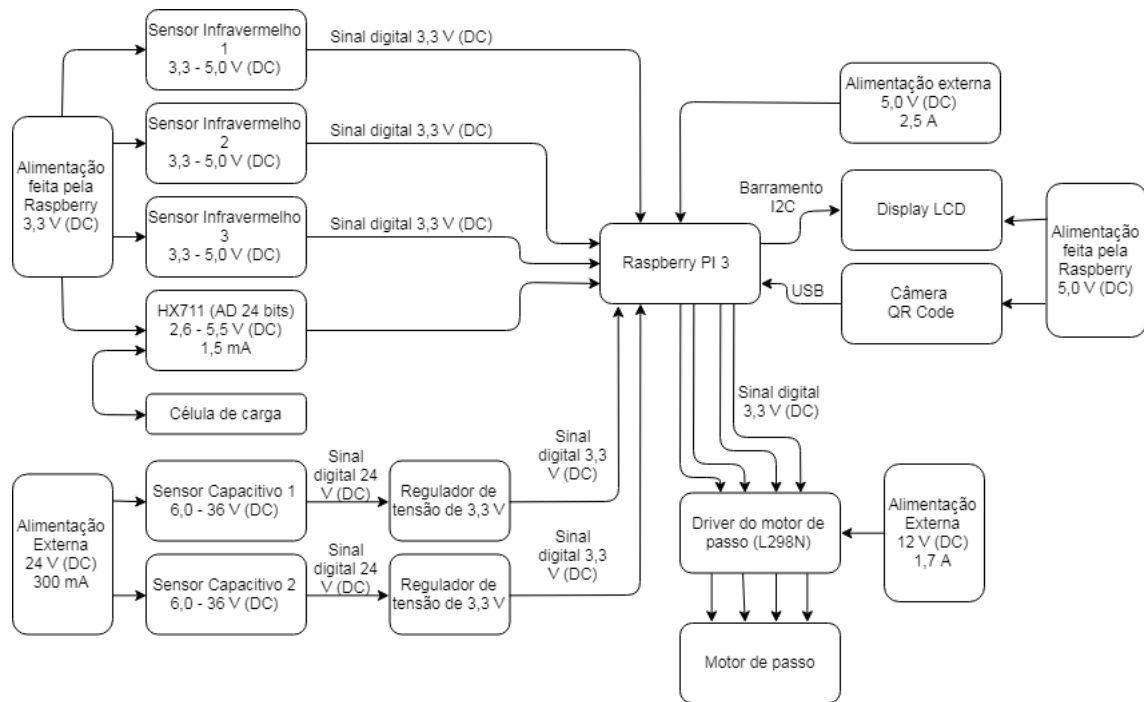 Sensor Infravermelho
1
3,3 - 5,0 V (DC)
Sinal digital 3,3 V (DC)
Alimentação externa
5,0 V (DC)
2,5 A
Sensor Infravermelho
2
3,3 - 5,0 V (DC)
Sinal digital 3,3 V (DC)
Alimentação
feita pela
Raspberry
3,3 V (DC)
Sensor Infravermelho
3
3,3 - 5,0 V (DC)
Sinal digital 3,3 V (DC)
Raspberry PI 3
Barramento
I2C
Display LCD
Alimentação
feita pela
Raspberry
5,0 V (DC)
USB
Câmera
QR Code
HX711 (AD 24 bits)
2,6 - 5,5 V (DC)
1,5 mA
Célula de carga
Sinal digital
3,3 V (DC)
Alimentação
Externa
24 V (DC)
300 mA
Sensor Capacitivo 1
6,0 - 36 V (DC)
Sinal
digital 24
V (DC)
Regulador de
tensão de 3,3 V
Sinal
digital 3,3
V (DC)
Sensor Capacitivo 2
6,0 - 36 V (DC)
Sinal
digital 24
V (DC)
Regulador de
tensão de 3,3 V
Sinal
digital 3,3
V (DC)
Driver do motor de
passo (L298N)
Alimentação
Externa
12 V (DC)
1,7 A
Motor de passo